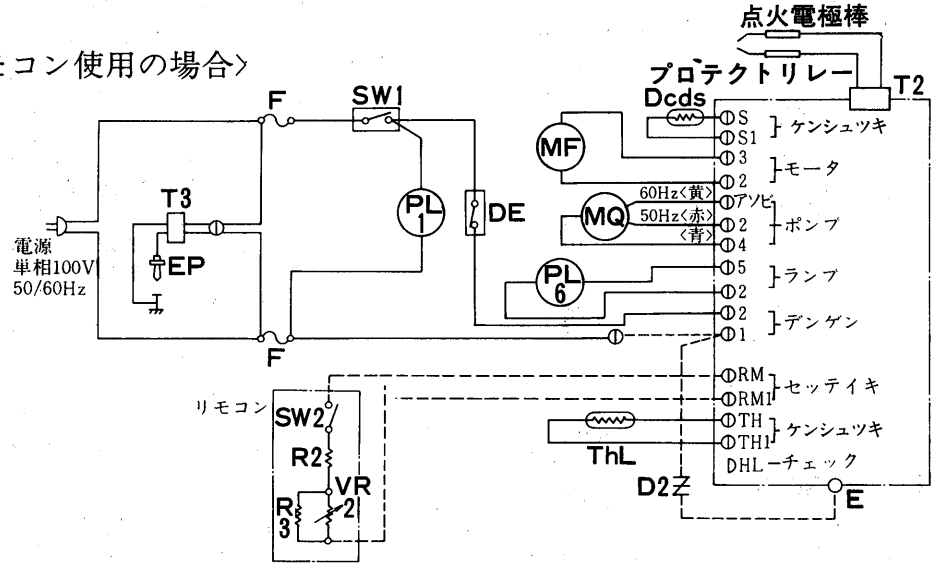 点火電極棒
モコン使用の場合>
プロテクトリレー
T2
F
SW1
Dcds
S
S1
ケンシュツキ
MF
3
2
モータ
T3
PL
1
DE
MQ
60Hz<黄>
アソビ
50Hz<赤>
2
<青>
4
ポンプ
電源
単相100V
50/60Hz
EP
PL
6
5
2
ランプ
2
1
デンゲン
F
リモコン
SW2
RM
RM1
セッテイキ
R2
ThL
TH
TH1
ケンシュツキ
HL
チェック
R
3
VR
2
D2
E